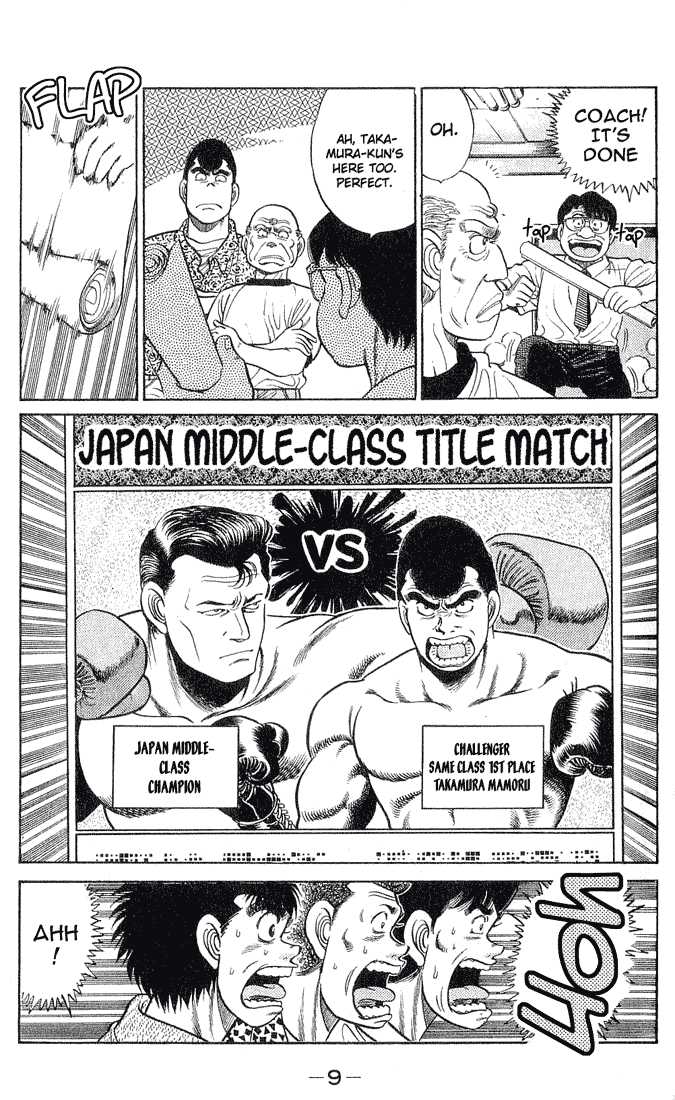 COACH!
IT'S
DONE
OH.
tap
tap
AH, TAKA-
MURA-KUN'S
HERE TOO.
PERFECT.
FLAP
JAPAN MIDDLE-CLASS TITLE MATCH
VS
JAPAN MIDDLE-
CLASS
CHAMPION
CHALLENGER
SAME CLASS 1ST PLACE
TAKAMURA MAMORU
AHH
!
—9—